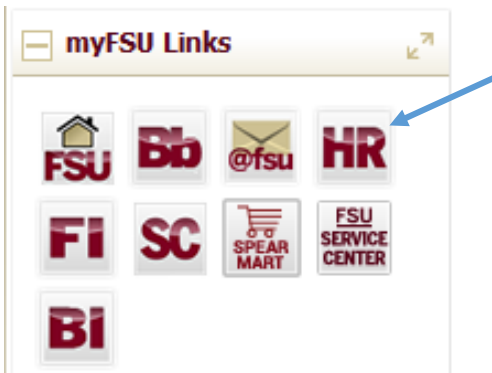 myFSU Links
FSU Bb @fsu HR
FI SC SPEAR MART FSU SERVICE CENTER
BI